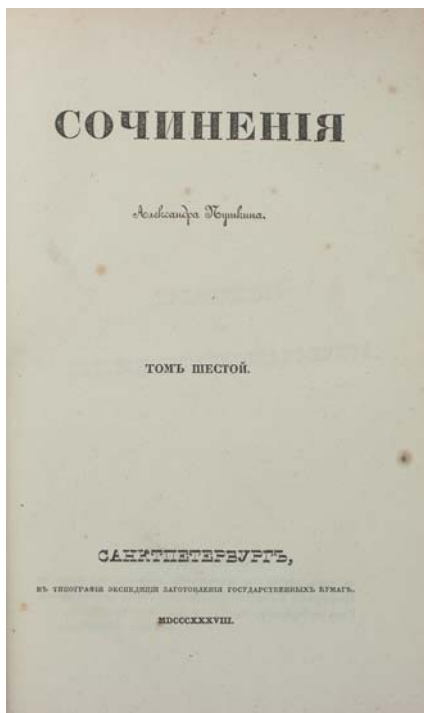 СОЧИНЕНІЯ
Александра Пушкина.
ТОМЪ ШЕСТОЙ.
САНКТПЕТЕРБУРГЪ,
ВЪ ТИПОГРАФІИ ЭКСПЕДИЦІИ ЗАГОТОВЛЕНІЯ ГОСУДАРСТВЕННЫХЪ БУМАГЪ.
MDCCCXXXVIII.